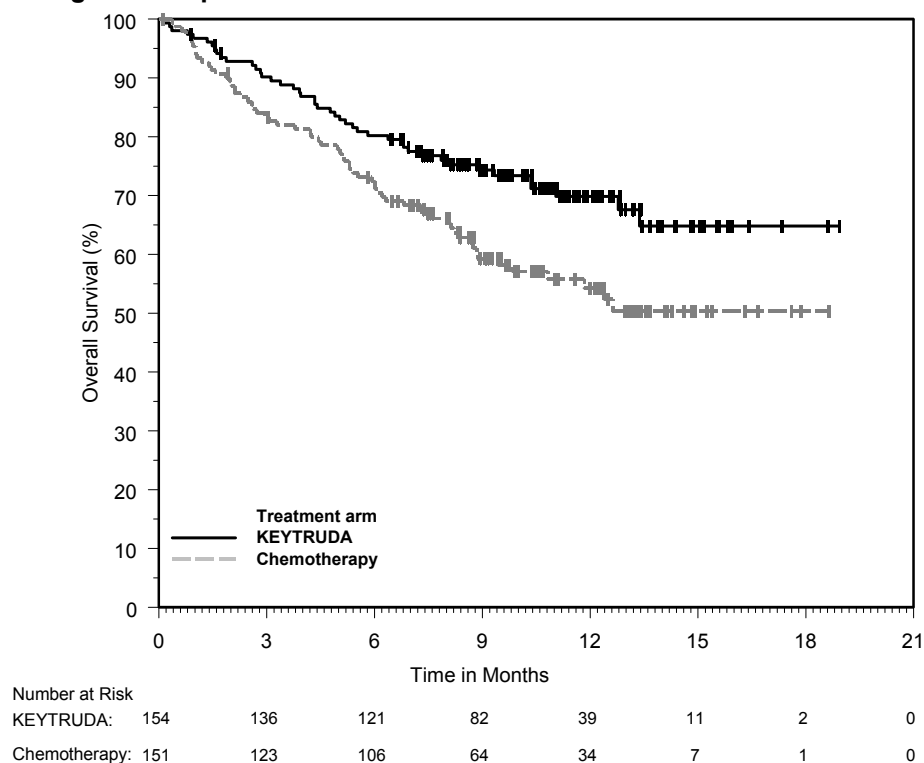 100
90
80
70
60
50
40
30
20
10
0
Overall Survival (%)
Treatment arm
KEYTRUDA
Chemotherapy
0 3 6 9 12 15 18 21
Time in Months
Number at Risk
KEYTRUDA: 154 136 121 82 39 11 2 0
Chemotherapy: 151 123 106 64 34 7 1 0